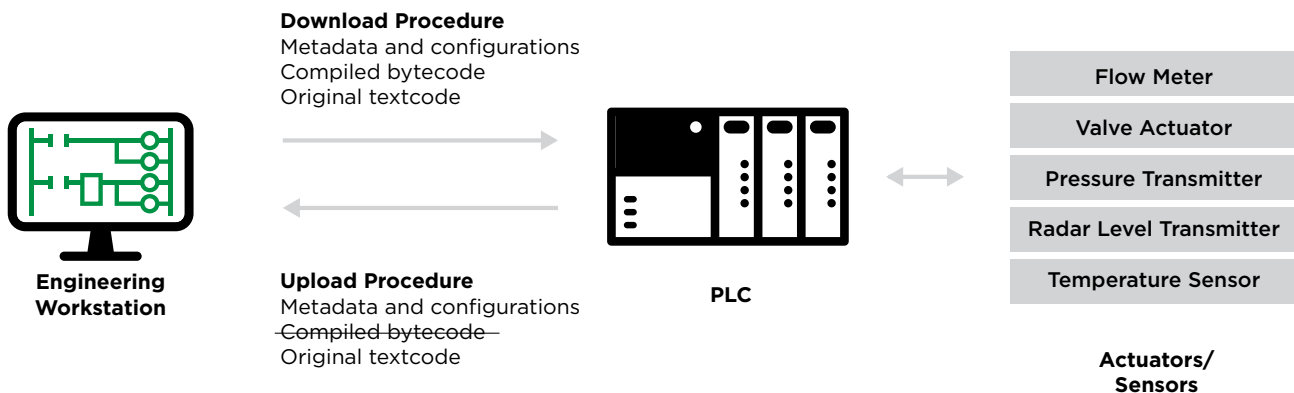 Download Procedure
Metadata and configurations
Compiled bytecode
Original textcode
Engineering
Workstation
Upload Procedure
Metadata and configurations
Compiled bytecode
Original textcode
PLC
Flow Meter
Valve Actuator
Pressure Transmitter
Radar Level Transmitter
Temperature Sensor
Actuators/
Sensors